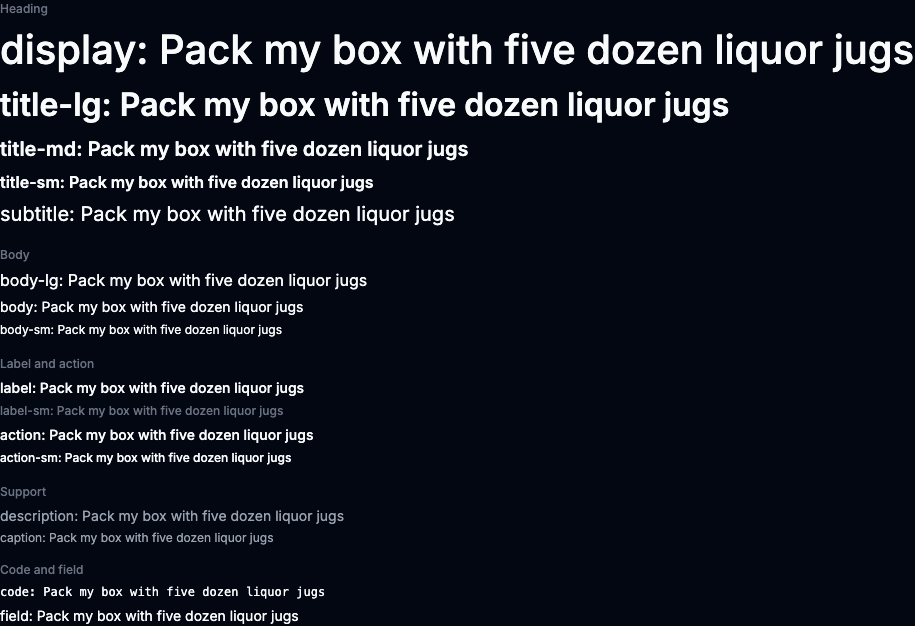 Heading
display: Pack my box with five dozen liquor jugs
title-lg: Pack my box with five dozen liquor jugs
title-md: Pack my box with five dozen liquor jugs
title-sm: Pack my box with five dozen liquor jugs
subtitle: Pack my box with five dozen liquor jugs
Body
body-lg: Pack my box with five dozen liquor jugs
body: Pack my box with five dozen liquor jugs
body-sm: Pack my box with five dozen liquor jugs
Label and action
label: Pack my box with five dozen liquor jugs
label-sm: Pack my box with five dozen liquor jugs
action: Pack my box with five dozen liquor jugs
action-sm: Pack my box with five dozen liquor jugs
Support
description: Pack my box with five dozen liquor jugs
caption: Pack my box with five dozen liquor jugs
Code and field
code: Pack my box with five dozen liquor jugs
field: Pack my box with five dozen liquor jugs